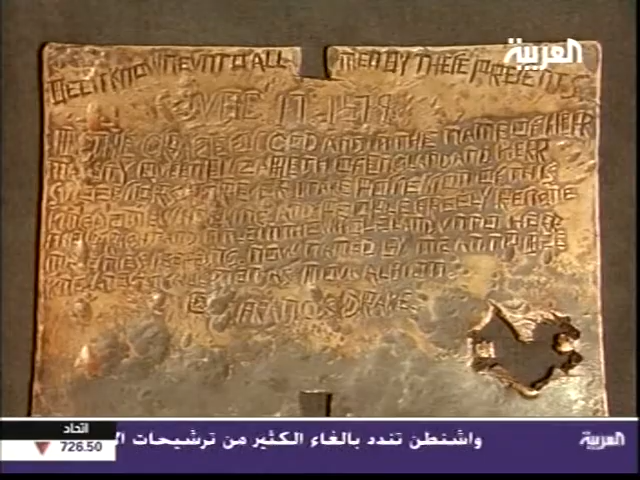 العربية
BEE IT KNOWNE VNTO ALL MEN BY THESE PRESENTS
IVNE 17 1579
BY THE GRACE OF GOD AND IN THE NAME OF HERR
MAIESTY QVEEN ELIZABETH OF ENGLAND AND HERR
SVCCESSORS FOREVER I TAKE POSSESSION OF THIS
KINGDOME WHOSE KING AND PEOPLE FREELY RESIGNE
THEIR RIGHT AND TITLE IN THE WHOLE LAND VNTO HERR
MAIESTIES KEEPEING NOW NAMED BY ME AN TO BEE
KNOWNE VNTO ALL MEN AS NOVA ALBION
FRANCIS DRAKE
العربية
واشنطن تندد بالغاء الكثير من ترشيحات
اتحاد
726.50